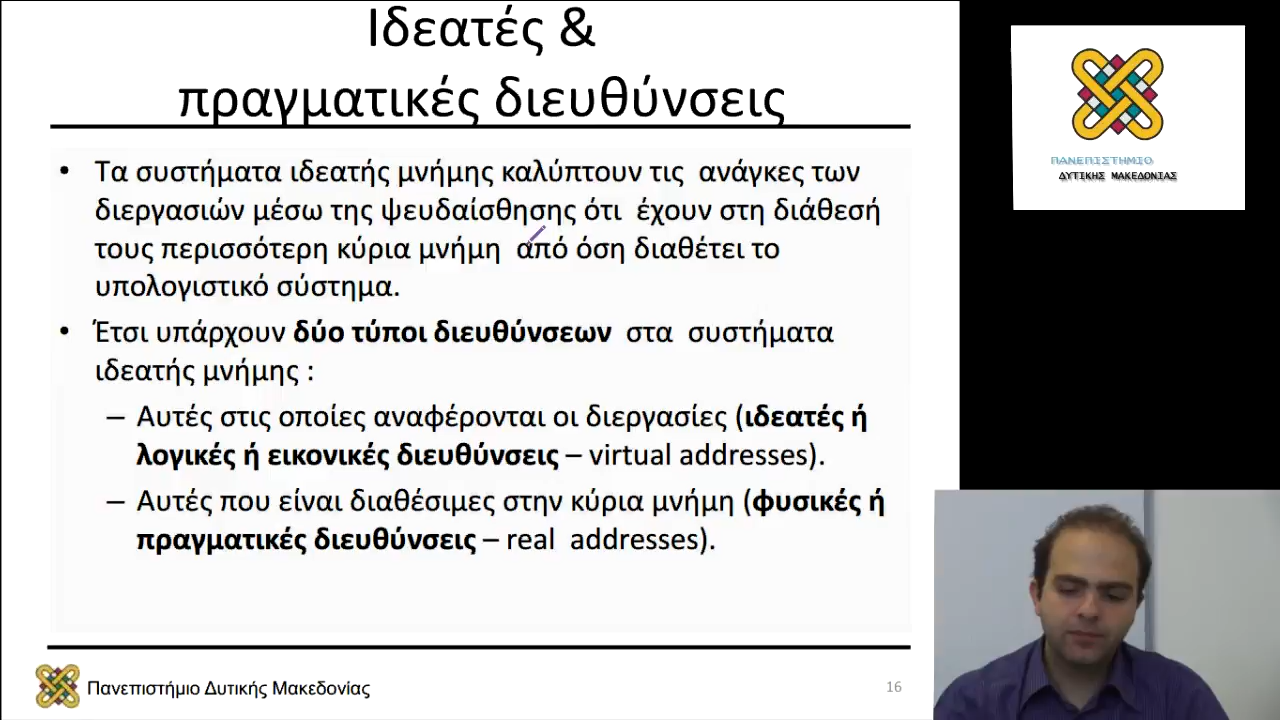 Ιδεατές &
πραγματικές διευθύνσεις
• Τα συστήματα ιδεατής μνήμης καλύπτουν τις ανάγκες των
διεργασιών μέσω της ψευδαίσθησης ότι έχουν στη διάθεσή
τους περισσότερη κύρια μνήμη από όση διαθέτει το
υπολογιστικό σύστημα.
• Έτσι υπάρχουν δύο τύποι διευθύνσεων στα συστήματα
ιδεατής μνήμης :
– Αυτές στις οποίες αναφέρονται οι διεργασίες (ιδεατές ή
λογικές ή εικονικές διευθύνσεις – virtual addresses).
– Αυτές που είναι διαθέσιμες στην κύρια μνήμη (φυσικές ή
πραγματικές διευθύνσεις – real addresses).
Πανεπιστήμιο Δυτικής Μακεδονίας
16
ΠΑΝΕΠΙΣΤΗΜΙΟ
ΔΥΤΙΚΗΣ ΜΑΚΕΔΟΝΙΑΣ